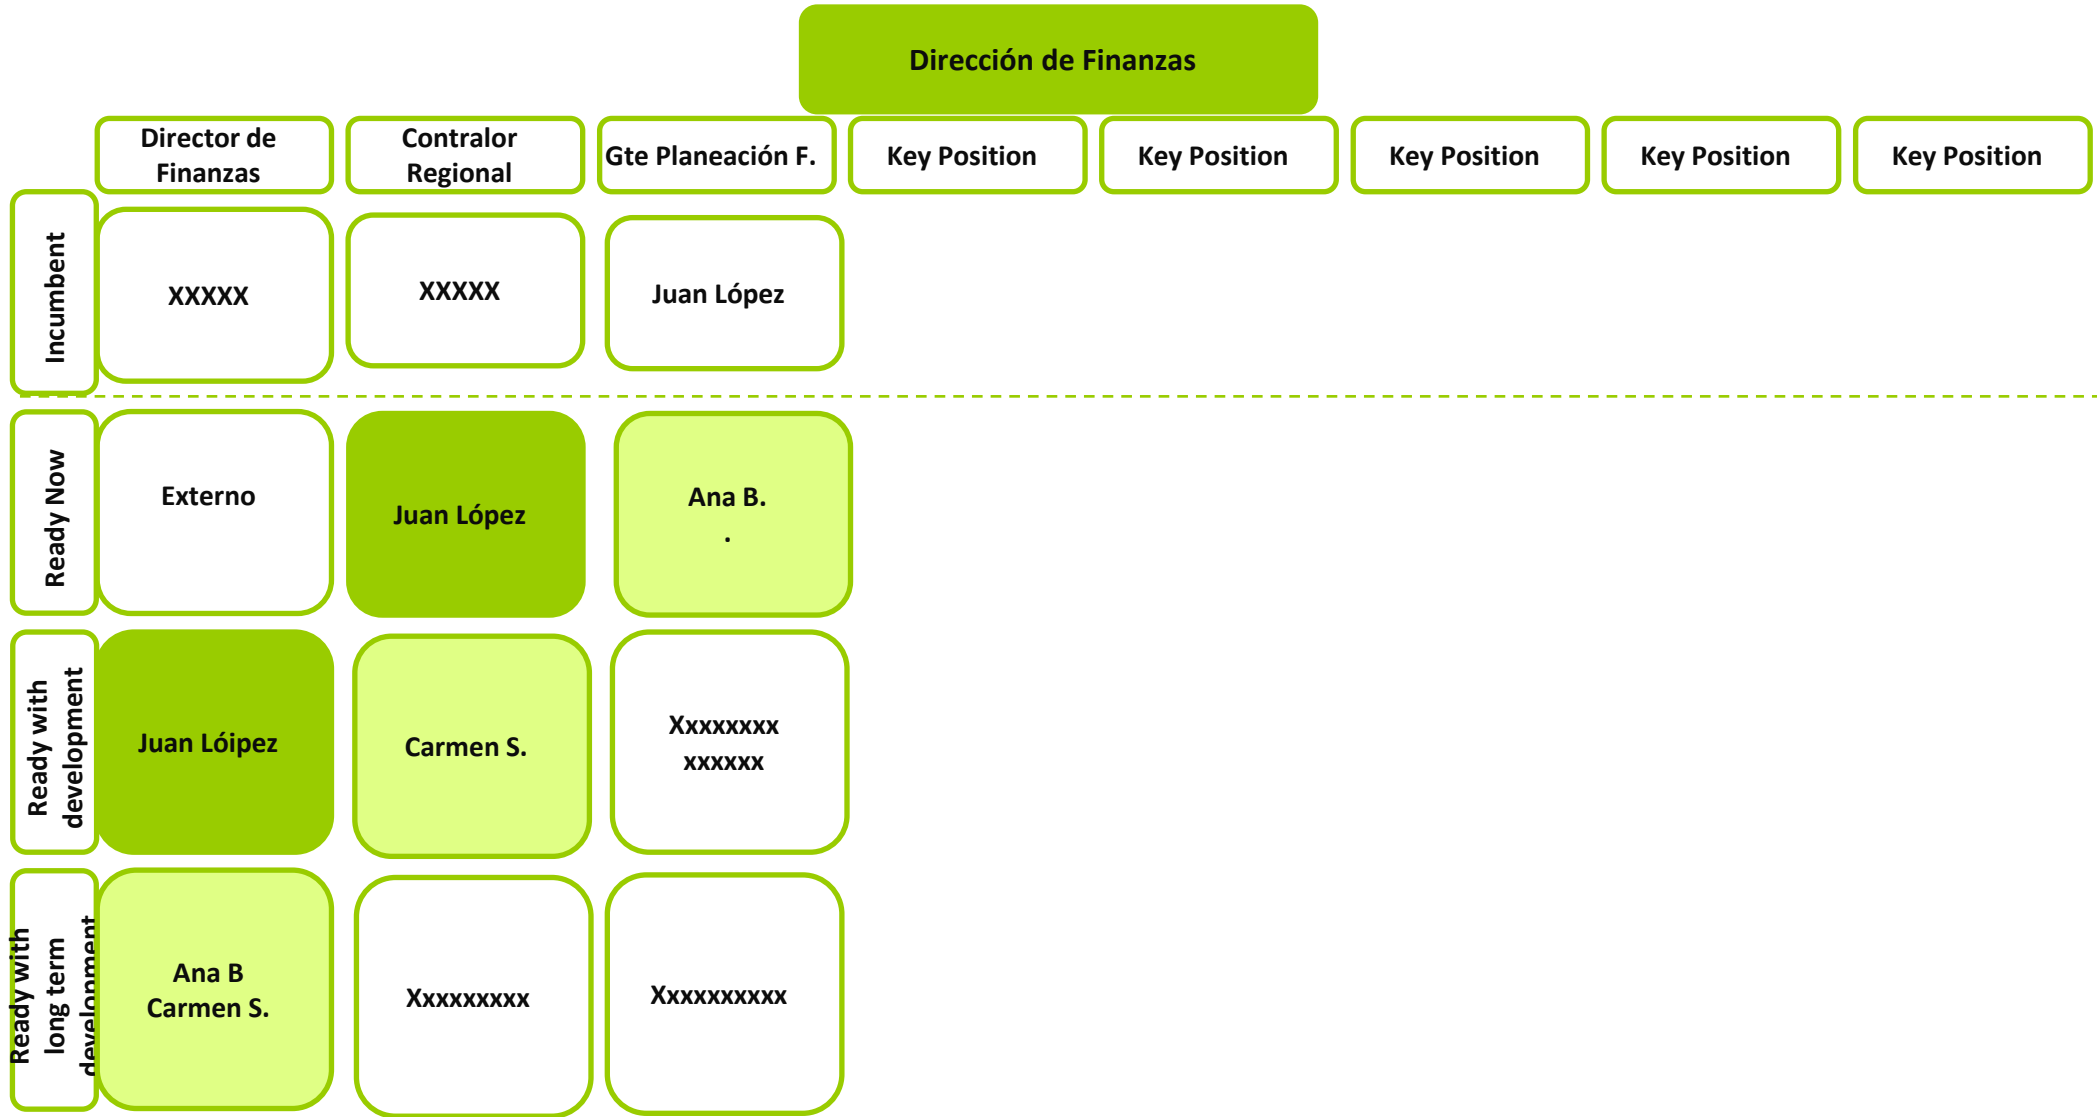 Dirección de Finanzas
Director de
Finanzas
Contralor
Regional
Gte Planeación F.
Key Position
Key Position
Key Position
Key Position
Key Position
Incumbent
XXXXX
XXXXX
Juan López
Ready Now
Externo
Juan López
Ana B.
.
Ready with
development
Juan Lóipez
Carmen S.
Xxxxxxxx
xxxxxx
Ready with
long term
development
Ana B
Carmen S.
Xxxxxxxxx
Xxxxxxxxxx